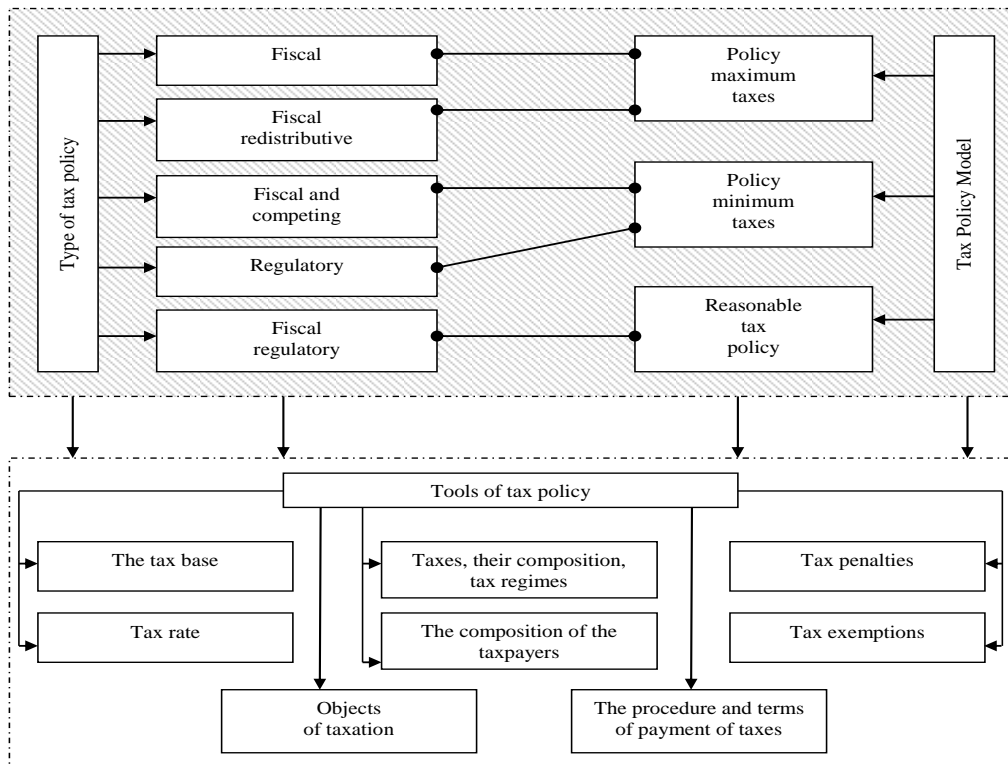 Type of tax policy
Fiscal
Fiscal
redistributive
Fiscal and
competing
Regulatory
Fiscal
regulatory
Policy
maximum
taxes
Policy
minimum
taxes
Reasonable
tax
policy
Tax Policy Model
Tools of tax policy
The tax base
Tax rate
Taxes, their composition,
tax regimes
The composition of the
taxpayers
Tax penalties
Tax exemptions
Objects
of taxation
The procedure and terms
of payment of taxes